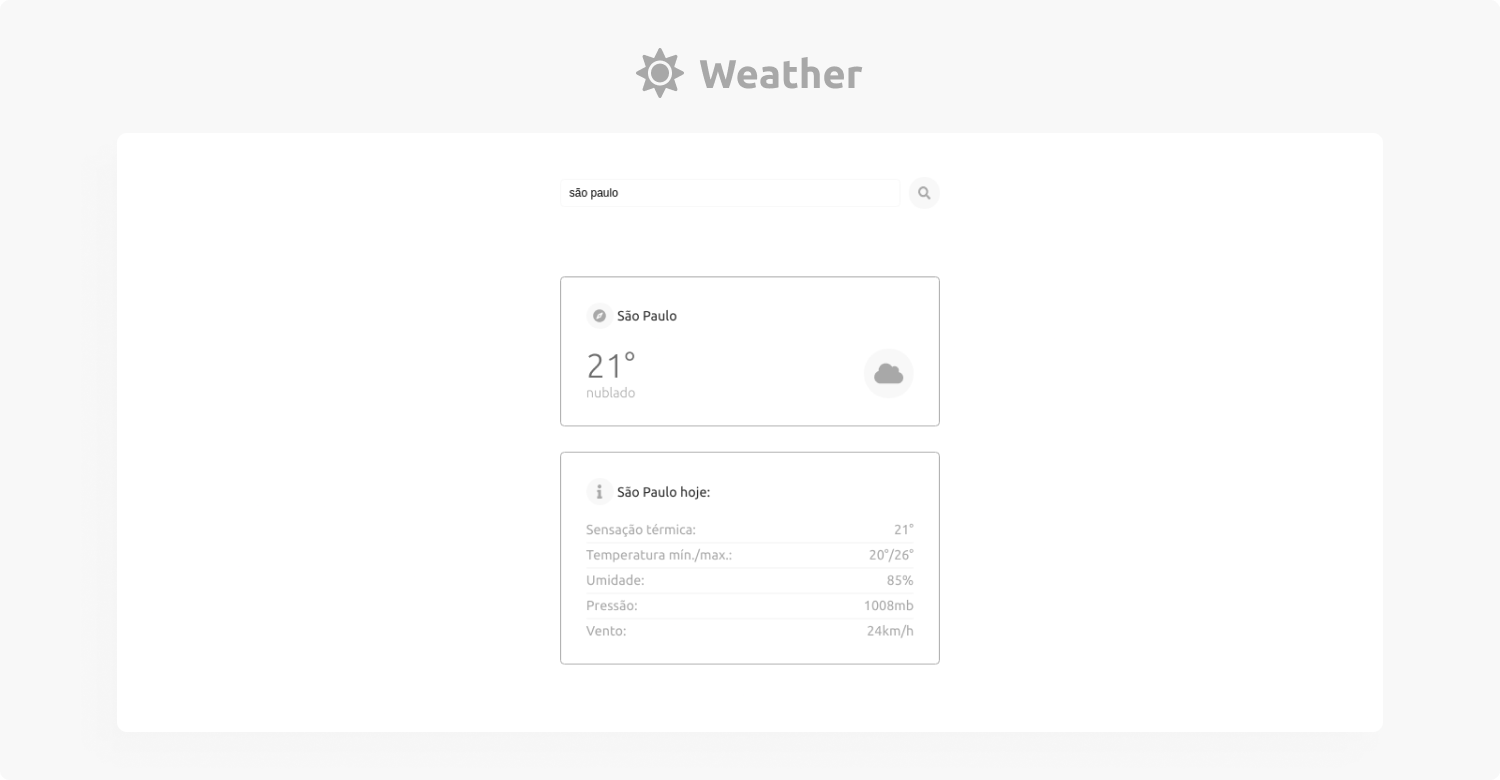 Weather
são paulo
São Paulo
21°
nublado
São Paulo hoje:
Sensação térmica: 21°
Temperatura mín./max.: 20°/26°
Umidade: 85%
Pressão: 1008mb
Vento: 24km/h